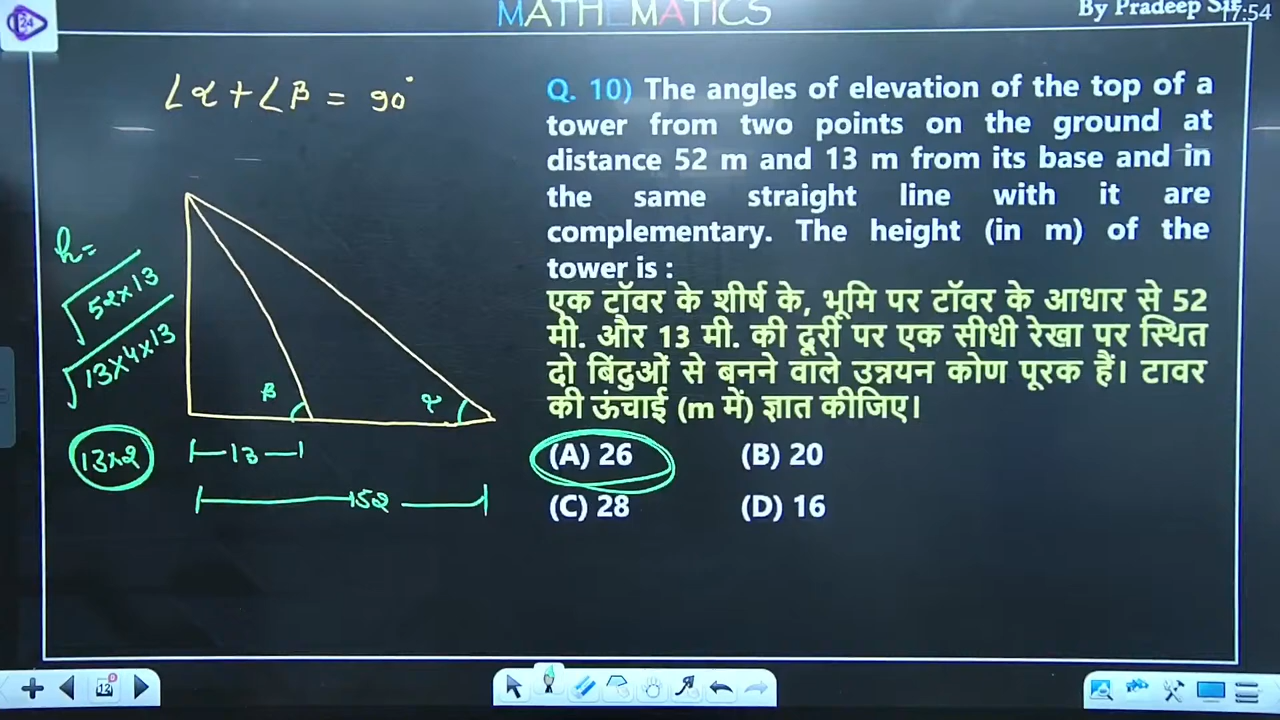 24
MATHEMATICS
By Pradeep Sir
17:54
∠α + ∠β = 90°
Q. 10) The angles of elevation of the top of a
tower from two points on the ground at
distance 52 m and 13 m from its base and in
the same straight line with it are
complementary. The height (in m) of the
tower is :
एक टॉवर के शीर्ष के, भूमि पर टॉवर के आधार से 52
मी. और 13 मी. की दूरी पर एक सीधी रेखा पर स्थित
दो बिंदुओं से बनने वाले उन्नयन कोण पूरक हैं। टावर
की ऊंचाई (m में) ज्ञात कीजिए।
(A) 26 (B) 20
(C) 28 (D) 16
h=
√52×13
√13×4×13
13×2
β
α
13
52
12